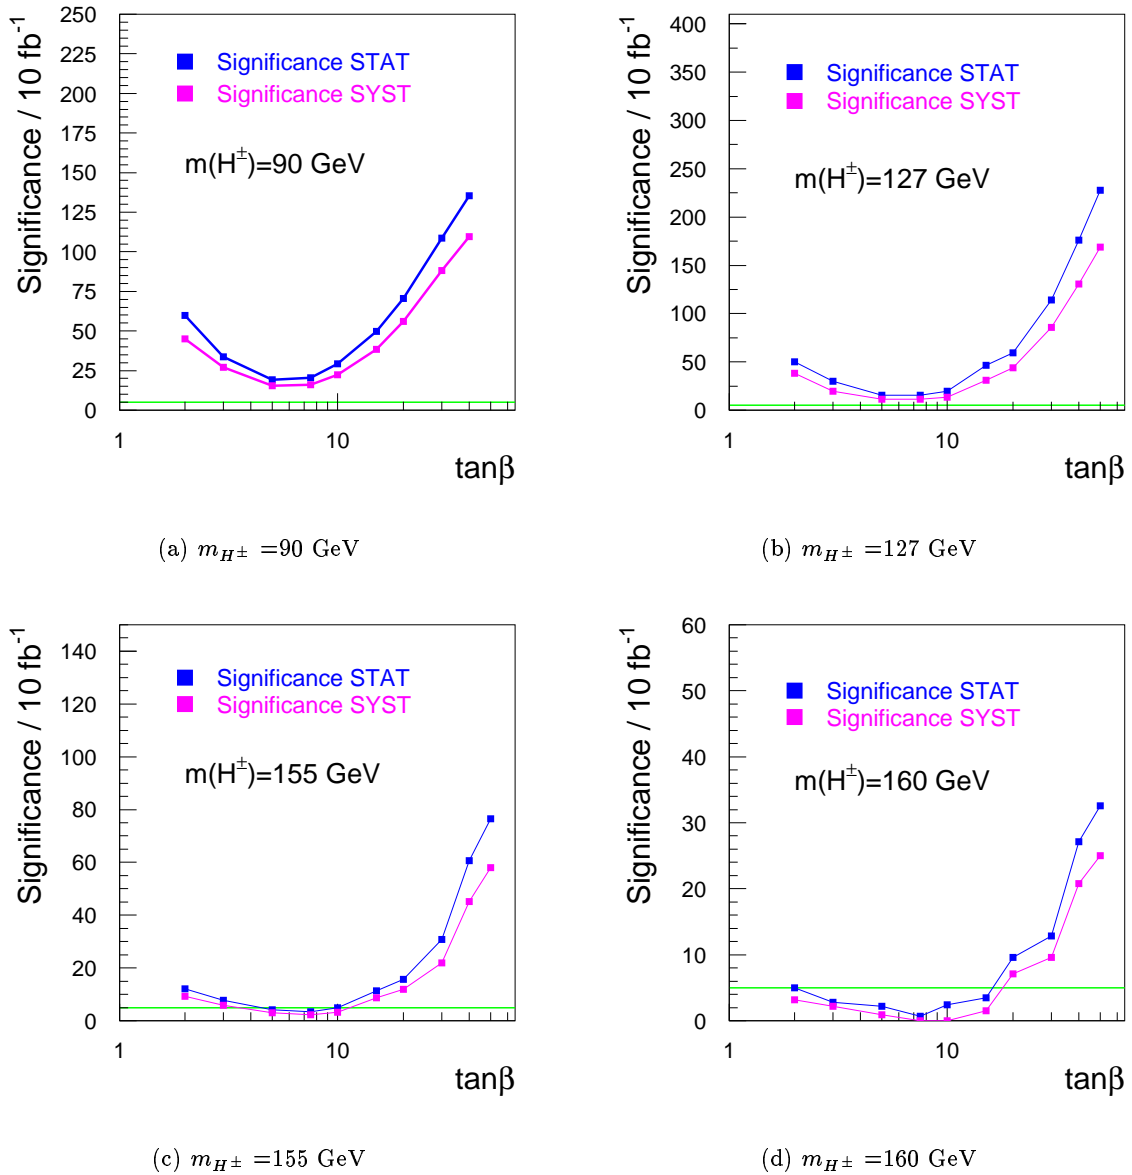 Significance / 10 fb⁻¹
250
225
200
175
150
125
100
75
50
25
0
Significance STAT
Significance SYST
m(H±)=90 GeV
1
10
tanβ
(a) m_H± =90 GeV
Significance / 10 fb⁻¹
400
350
300
250
200
150
100
50
0
Significance STAT
Significance SYST
m(H±)=127 GeV
1
10
tanβ
(b) m_H± =127 GeV
Significance / 10 fb⁻¹
140
120
100
80
60
40
20
0
Significance STAT
Significance SYST
m(H±)=155 GeV
1
10
tanβ
(c) m_H± =155 GeV
Significance / 10 fb⁻¹
60
50
40
30
20
10
0
Significance STAT
Significance SYST
m(H±)=160 GeV
1
10
tanβ
(d) m_H± =160 GeV